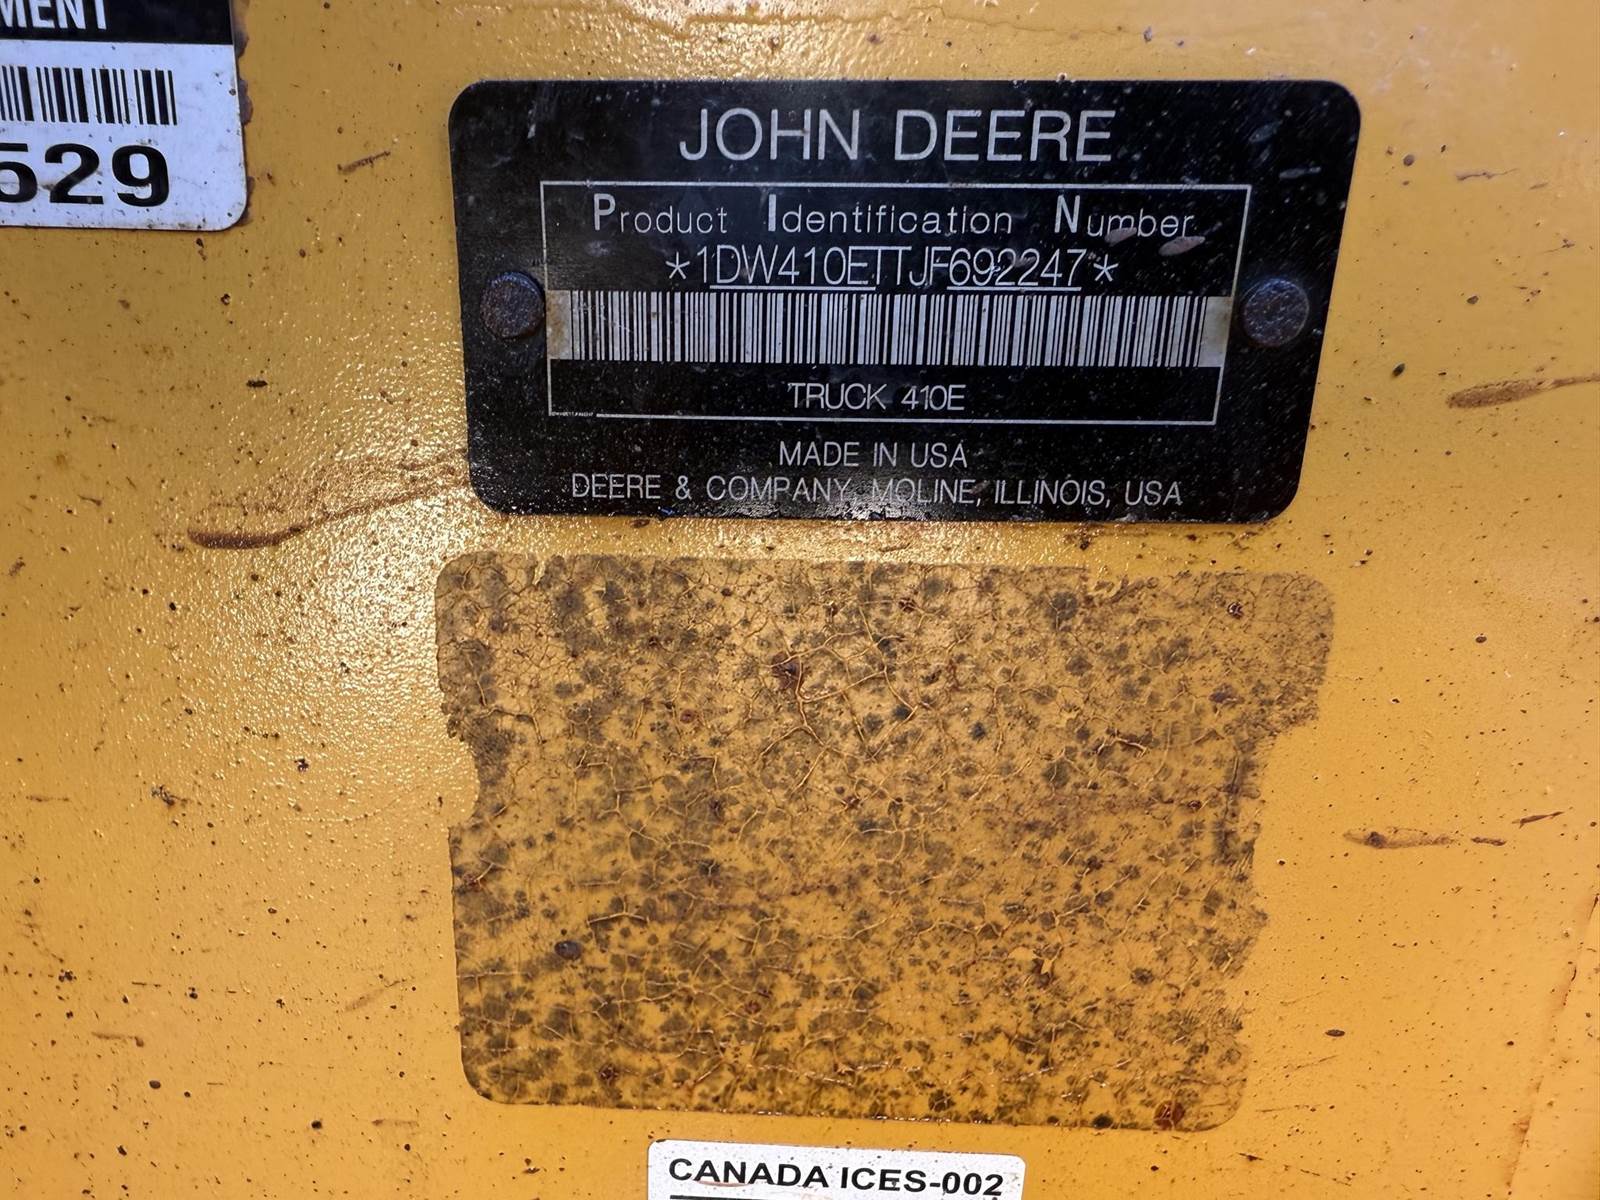 MENT
529
JOHN DEERE
Product Identification Number
*1DW410ETTJF692247*
TRUCK 410E
MADE IN USA
DEERE & COMPANY, MOLINE, ILLINOIS, USA
CANADA ICES-002